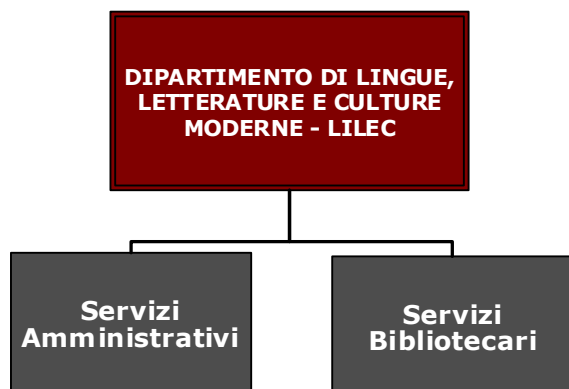 DIPARTIMENTO DI LINGUE,
LETTERATURE E CULTURE
MODERNE - LILEC
Servizi
Amministrativi
Servizi
Bibliotecari